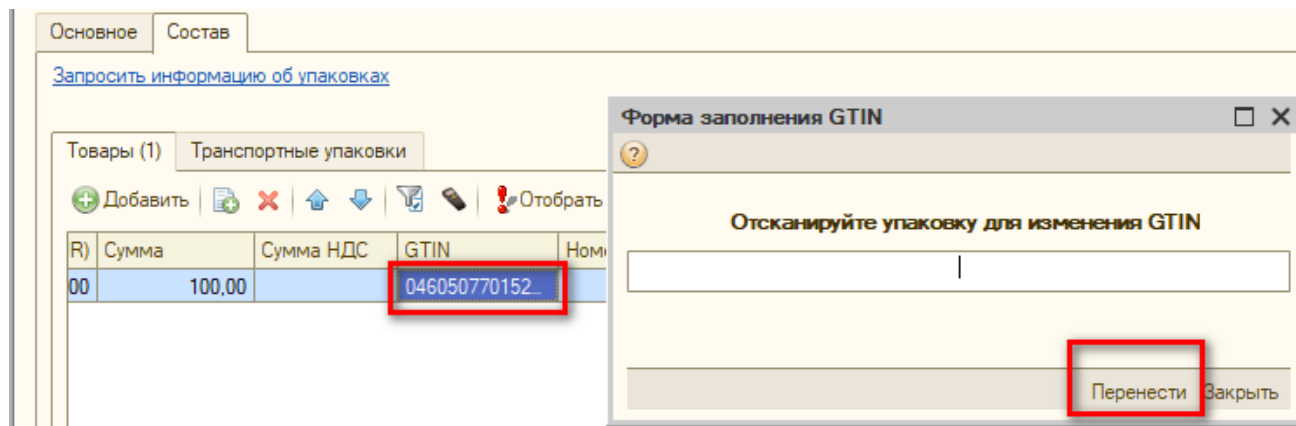 Основное Состав
Запросить информацию об упаковках
Товары (1) Транспортные упаковки
Добавить Отобрать
R) Сумма Сумма НДС GTIN Номе
00 100,00 046050770152...
Форма заполнения GTIN
Отсканируйте упаковку для изменения GTIN
Перенести Закрыть